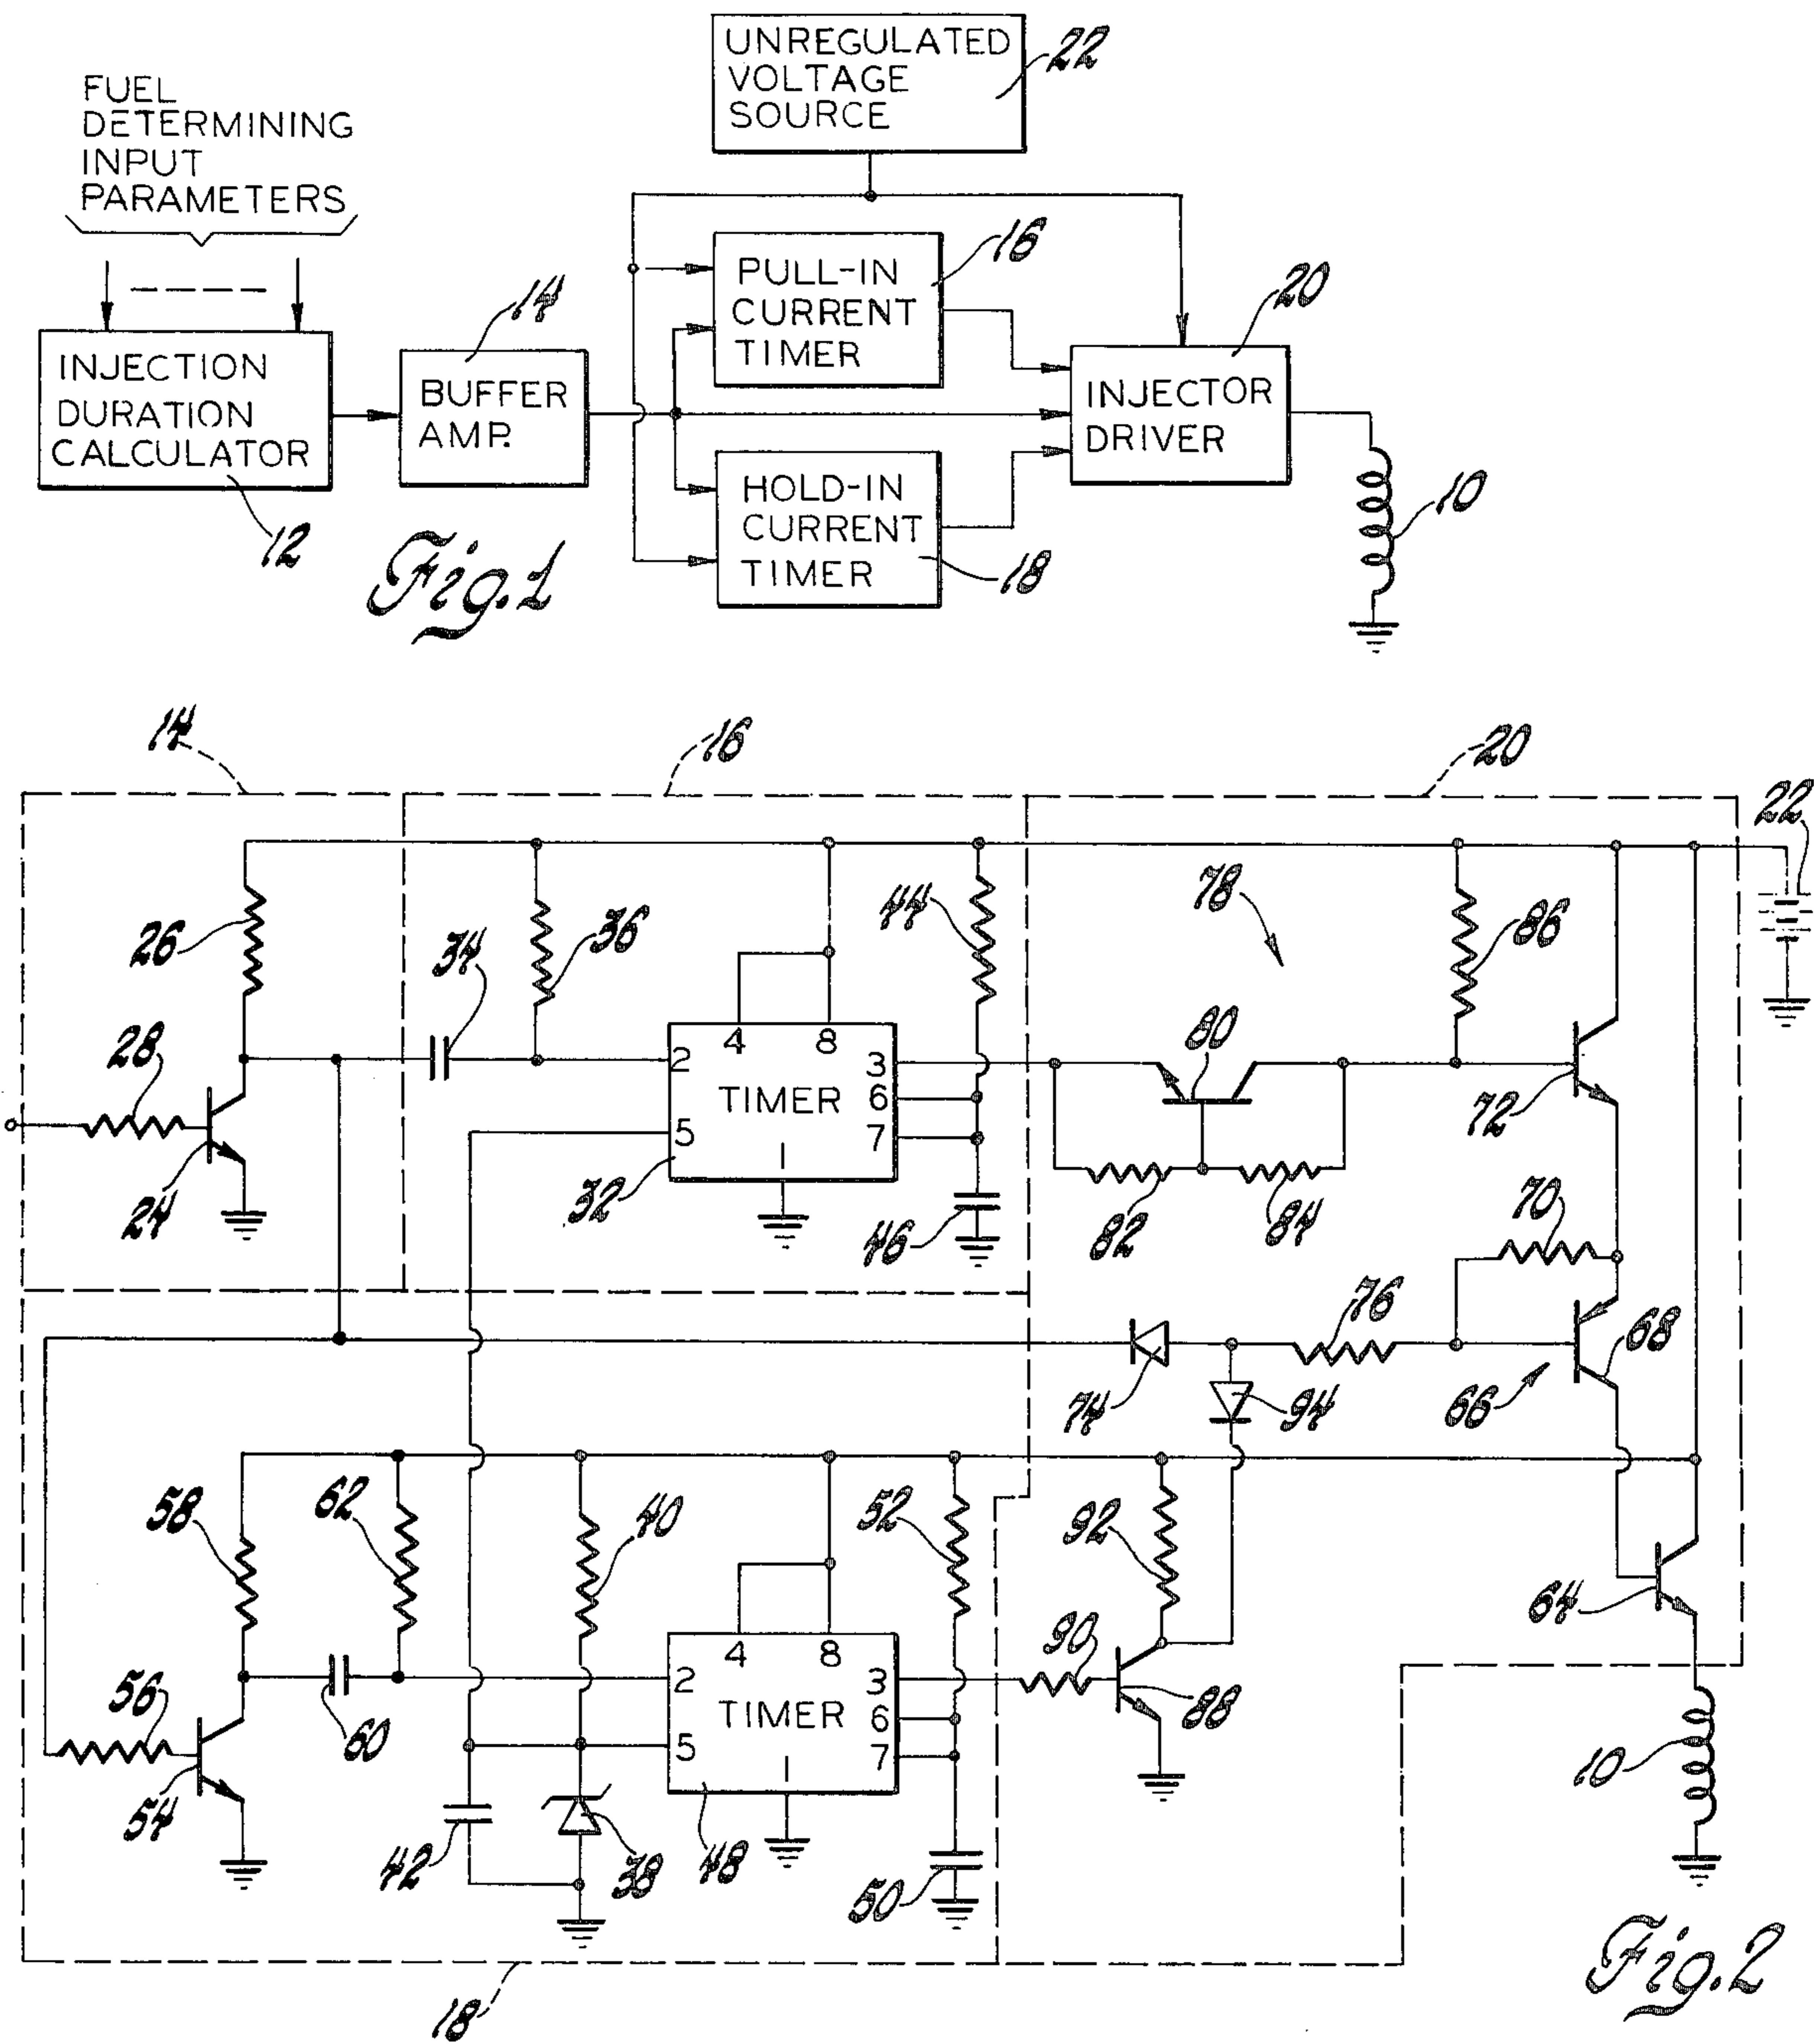 UNREGULATED
VOLTAGE
SOURCE
22
FUEL
DETERMINING
INPUT
PARAMETERS
PULL-IN
CURRENT
TIMER
16
INJECTION
DURATION
CALCULATOR
12
BUFFER
AMP.
14
INJECTOR
DRIVER
20
HOLD-IN
CURRENT
TIMER
18
10
Fig.1
14
16
20
22
26
34
36
44
78
86
28
24
2
4
8
TIMER
3
6
7
5
1
32
46
80
82
84
72
70
76
68
66
74
94
58
62
40
52
92
64
56
54
60
2
4
8
TIMER
3
6
7
5
1
48
90
88
42
38
50
10
18
Fig.2